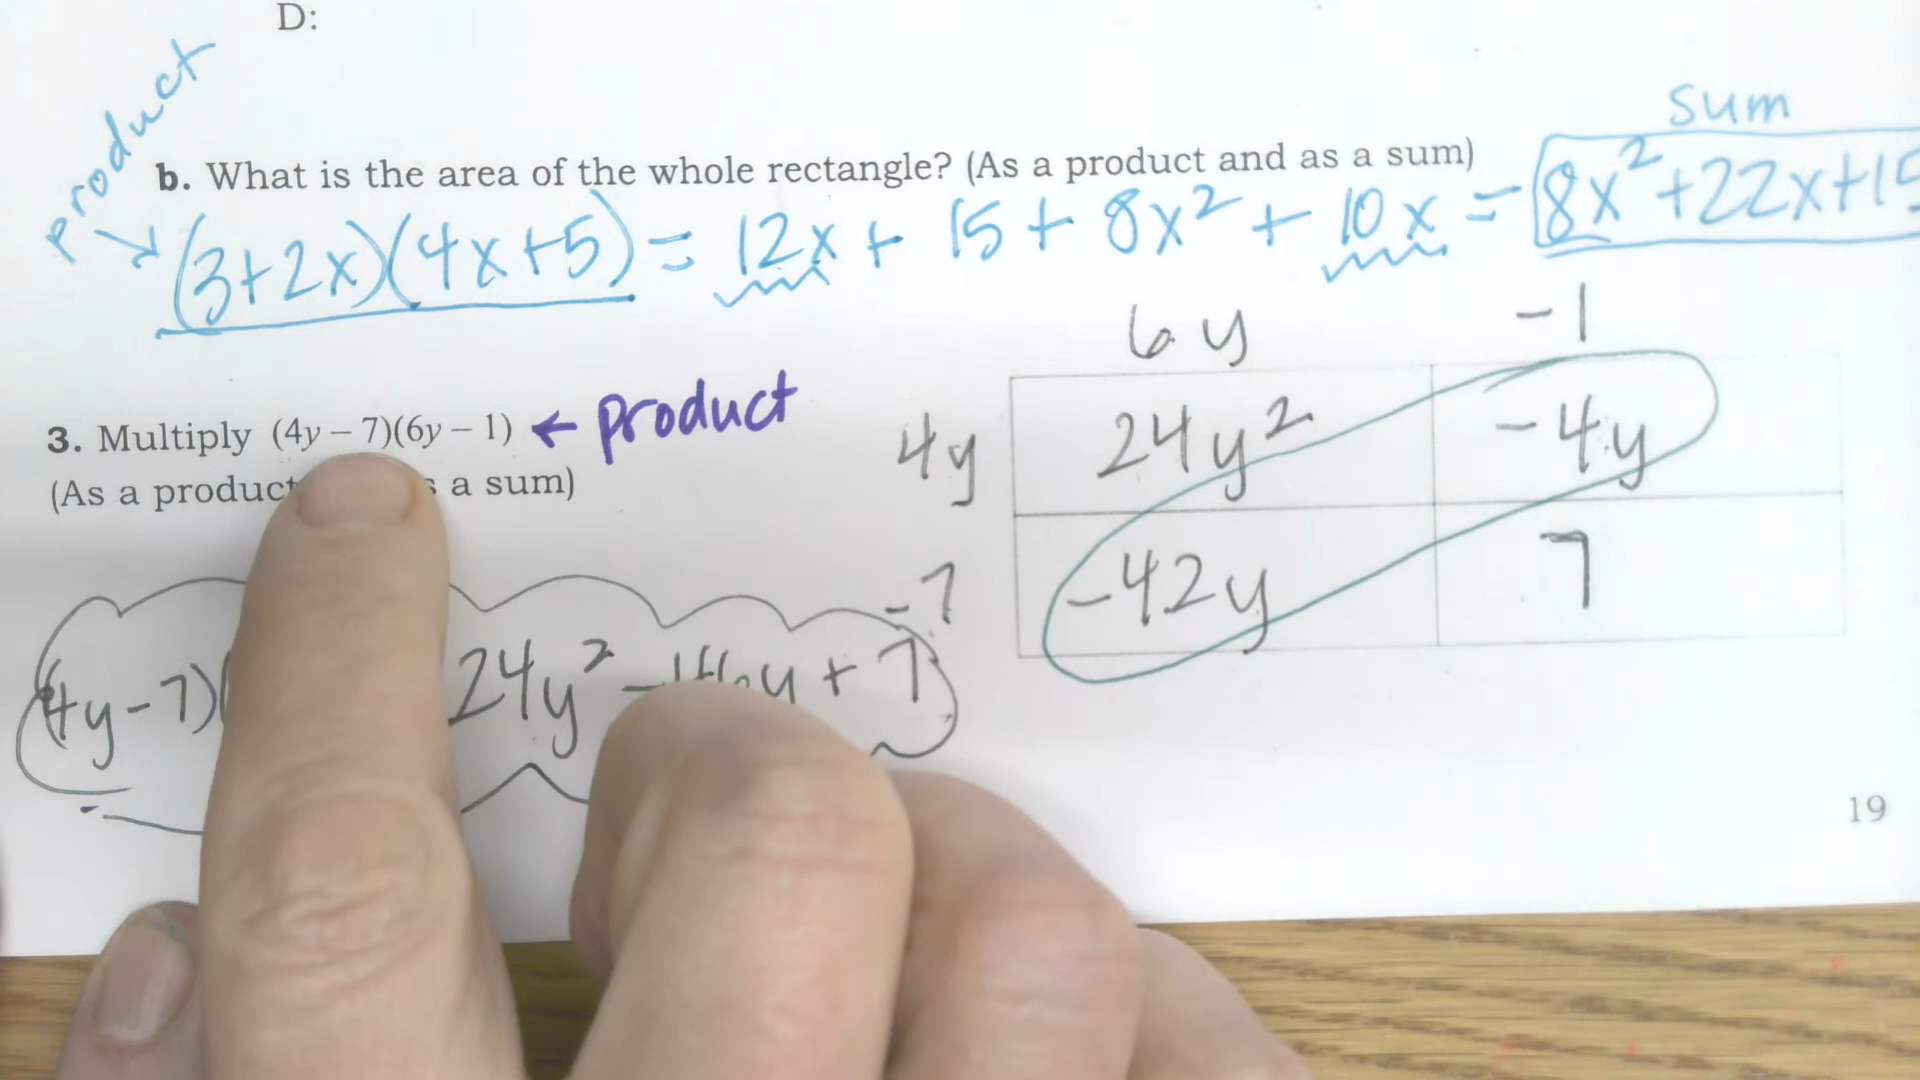 D:
product
sum
b. What is the area of the whole rectangle? (As a product and as a sum)
(3+2x)(4x+5) = 12x + 15 + 8x² + 10x = 8x²+22x+15
3. Multiply (4y – 7)(6y – 1) ← product
(As a product a sum)
6y -1
4y 24y² -4y
-7 -42y 7
(4y-7)( 24y² -46y + 7
19